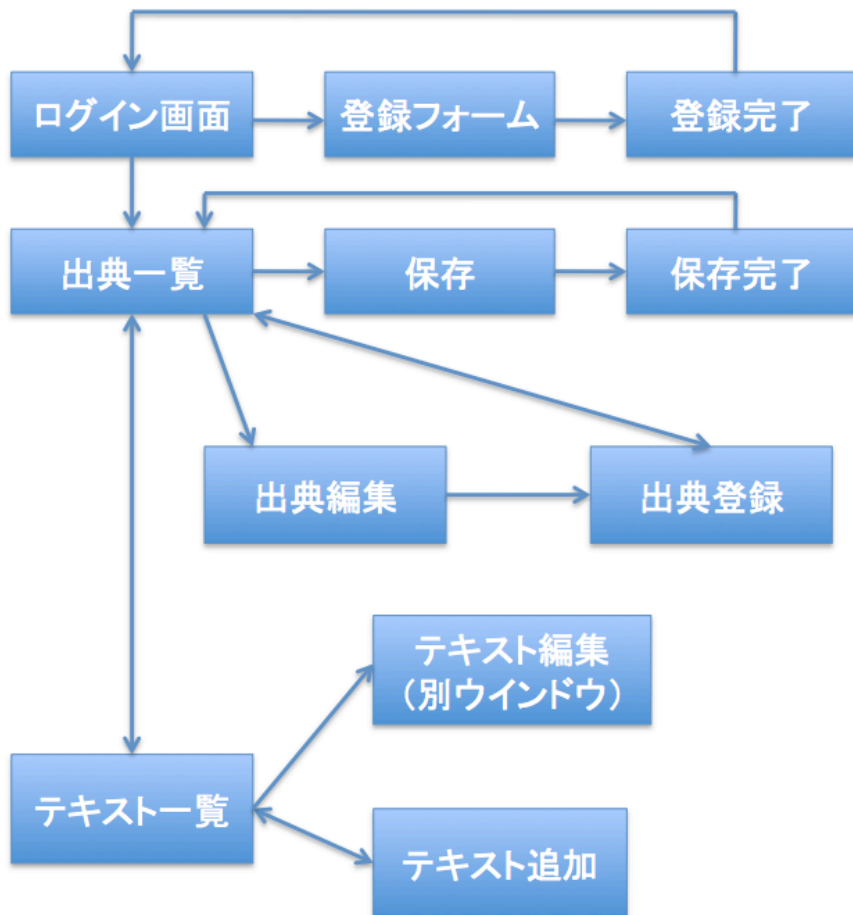 ログイン画面
登録フォーム
登録完了
出典一覧
保存
保存完了
出典編集
出典登録
テキスト編集
（別ウインドウ）
テキスト一覧
テキスト追加